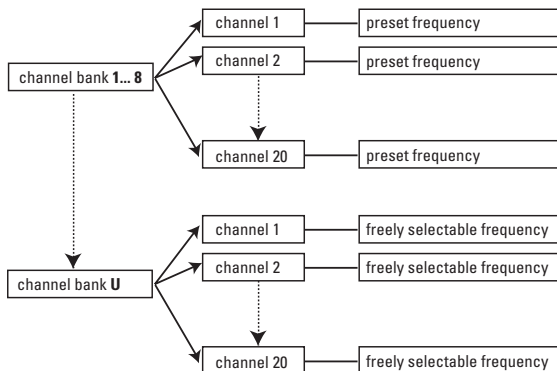 channel 1 preset frequency
channel 2 preset frequency
channel bank 1... 8
channel 20 preset frequency
channel 1 freely selectable frequency
channel 2 freely selectable frequency
channel bank U
channel 20 freely selectable frequency